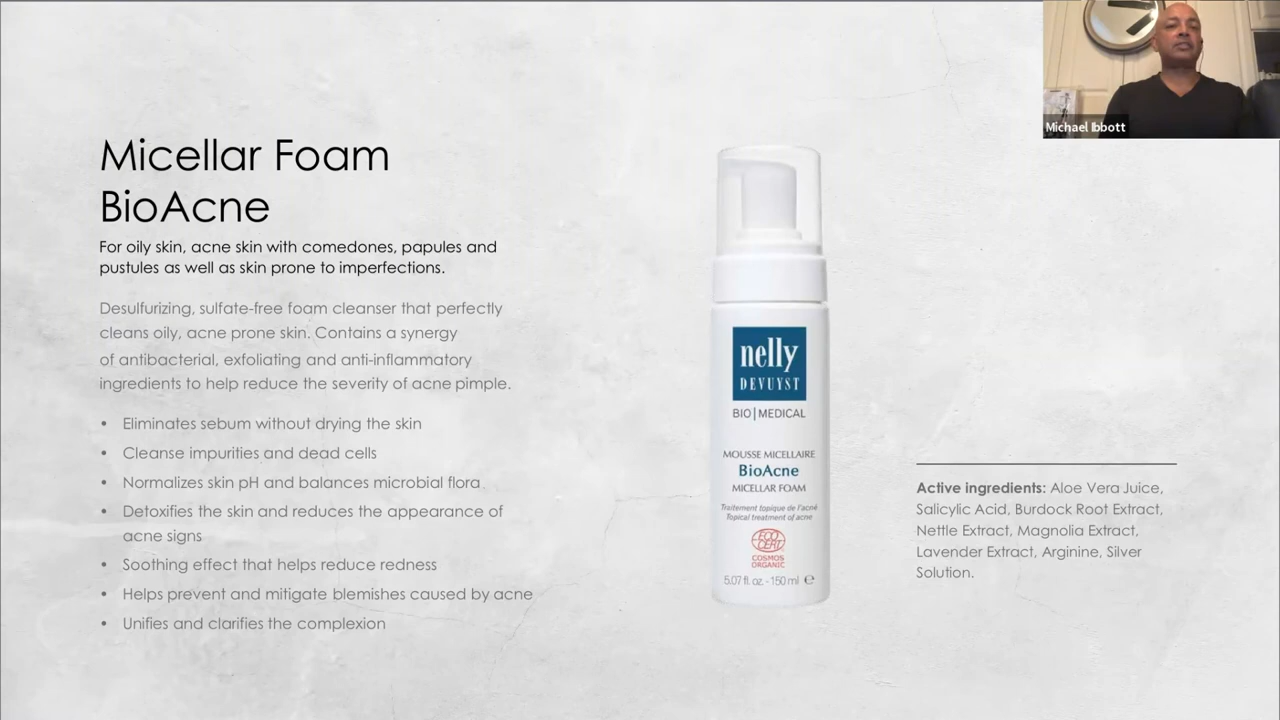 Micellar Foam
BioAcne
For oily skin, acne skin with comedones, papules and
pustules as well as skin prone to imperfections.
Desulfurizing, sulfate-free foam cleanser that perfectly
cleans oily, acne prone skin. Contains a synergy
of antibacterial, exfoliating and anti-inflammatory
ingredients to help reduce the severity of acne pimple.
• Eliminates sebum without drying the skin
• Cleanse impurities and dead cells
• Normalizes skin pH and balances microbial flora
• Detoxifies the skin and reduces the appearance of
acne signs
• Soothing effect that helps reduce redness
• Helps prevent and mitigate blemishes caused by acne
• Unifies and clarifies the complexion
nelly
DEVUYST
BIO|MEDICAL
MOUSSE MICELLAIRE
BioAcne
MICELLAR FOAM
Traitement topique de l'acné
Topical treatment of acne
ECO
CERT
COSMOS
ORGANIC
5.07 fl. oz. - 150 ml ℮
Active ingredients: Aloe Vera Juice,
Salicylic Acid, Burdock Root Extract,
Nettle Extract, Magnolia Extract,
Lavender Extract, Arginine, Silver
Solution.
Michael Ibbott